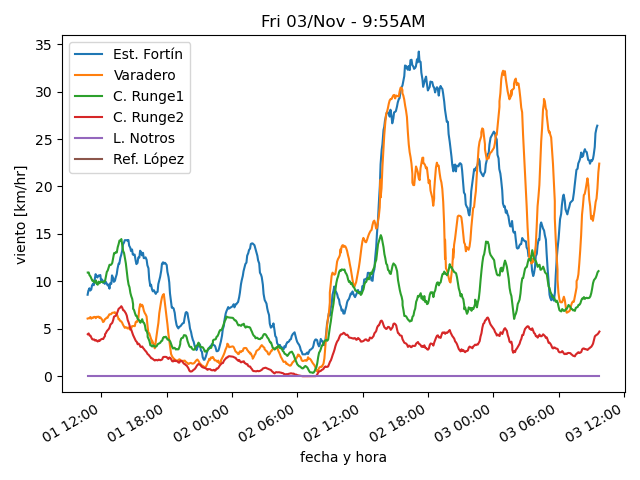 Fri 03/Nov - 9:55AM
viento [km/hr]
35
30
25
20
15
10
5
0
Est. Fortín
Varadero
C. Runge1
C. Runge2
L. Notros
Ref. López
01 12:00
01 18:00
02 00:00
02 06:00
02 12:00
02 18:00
03 00:00
03 06:00
03 12:00
fecha y hora